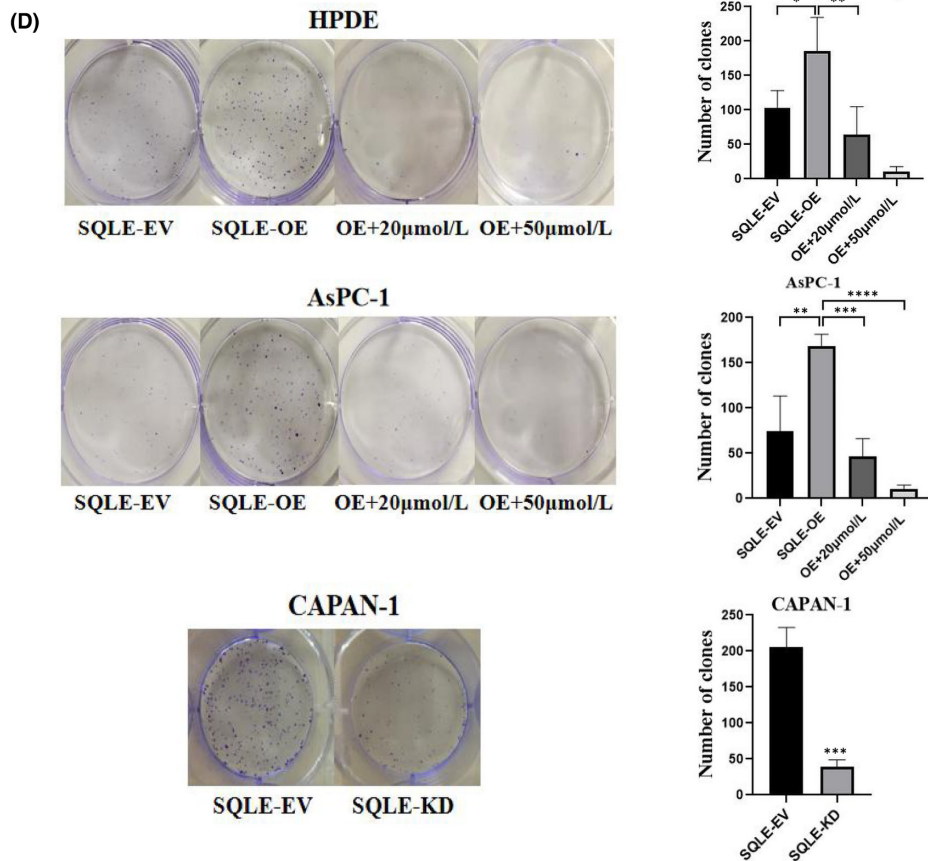 (D)
HPDE
SQLE-EV SQLE-OE OE+20μmol/L OE+50μmol/L
250
200
150
100
50
0
Number of clones
* **
SQLE-EV
SQLE-OE
OE+20μmol/L
OE+50μmol/L
AsPC-1
SQLE-EV SQLE-OE OE+20μmol/L OE+50μmol/L
AsPC-1
****
** ***
200
150
100
50
0
Number of clones
SQLE-EV
SQLE-OE
OE+20μmol/L
OE+50μmol/L
CAPAN-1
SQLE-EV SQLE-KD
CAPAN-1
250
200
150
100
50
0
Number of clones
***
SQLE-EV
SQLE-KD